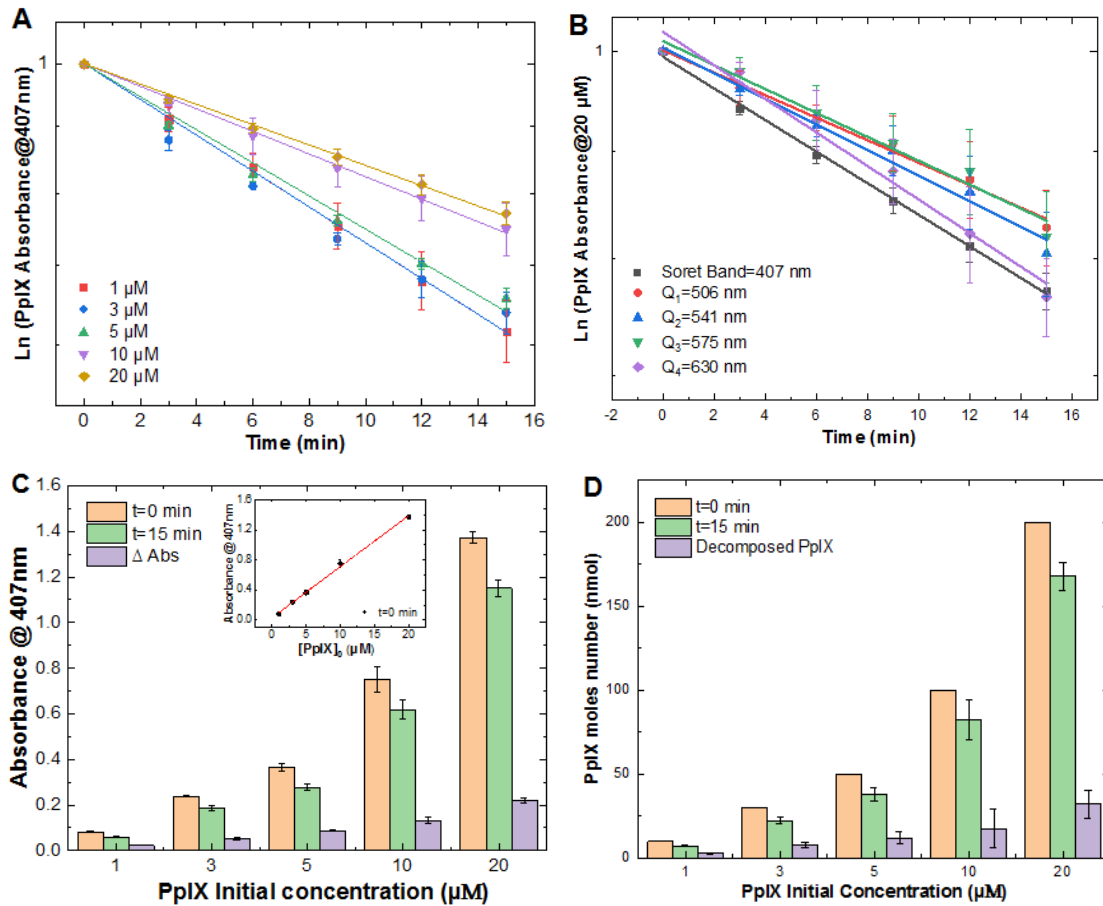 A
Ln (PpIX Absorbance@407nm)
1
1 µM
3 µM
5 µM
10 µM
20 µM
0 2 4 6 8 10 12 14 16
Time (min)
B
Ln (PpIX Absorbance@20 µM)
1
Soret Band=407 nm
Q1=506 nm
Q2=541 nm
Q3=575 nm
Q4=630 nm
-2 0 2 4 6 8 10 12 14 16
Time (min)
C
Absorbance @ 407nm
1.6
1.4
1.2
1.0
0.8
0.6
0.4
0.2
0.0
t=0 min
t=15 min
Δ Abs
Absorbance @ 407nm
1.6
1.2
0.8
0.4
0.0
t=0 min
0 5 10 15 20
[PpIX]0 (µM)
1 3 5 10 20
PpIX Initial concentration (µM)
D
PpIX moles number (nmol)
200
150
100
50
0
t=0 min
t=15 min
Decomposed PpIX
1 3 5 10 20
PpIX Initial Concentration (µM)